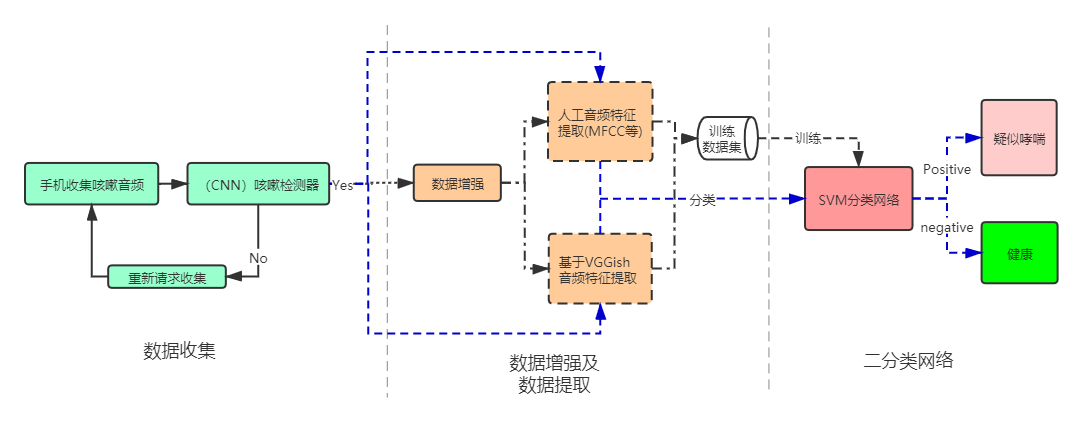 手机收集咳嗽音频
（CNN）咳嗽检测器
Yes
No
重新请求收集
数据收集
数据增强
人工音频特征
提取(MFCC等)
基于VGGish
音频特征提取
训练
数据集
分类
数据增强及
数据提取
训练
SVM分类网络
Positive
negative
疑似哮喘
健康
二分类网络